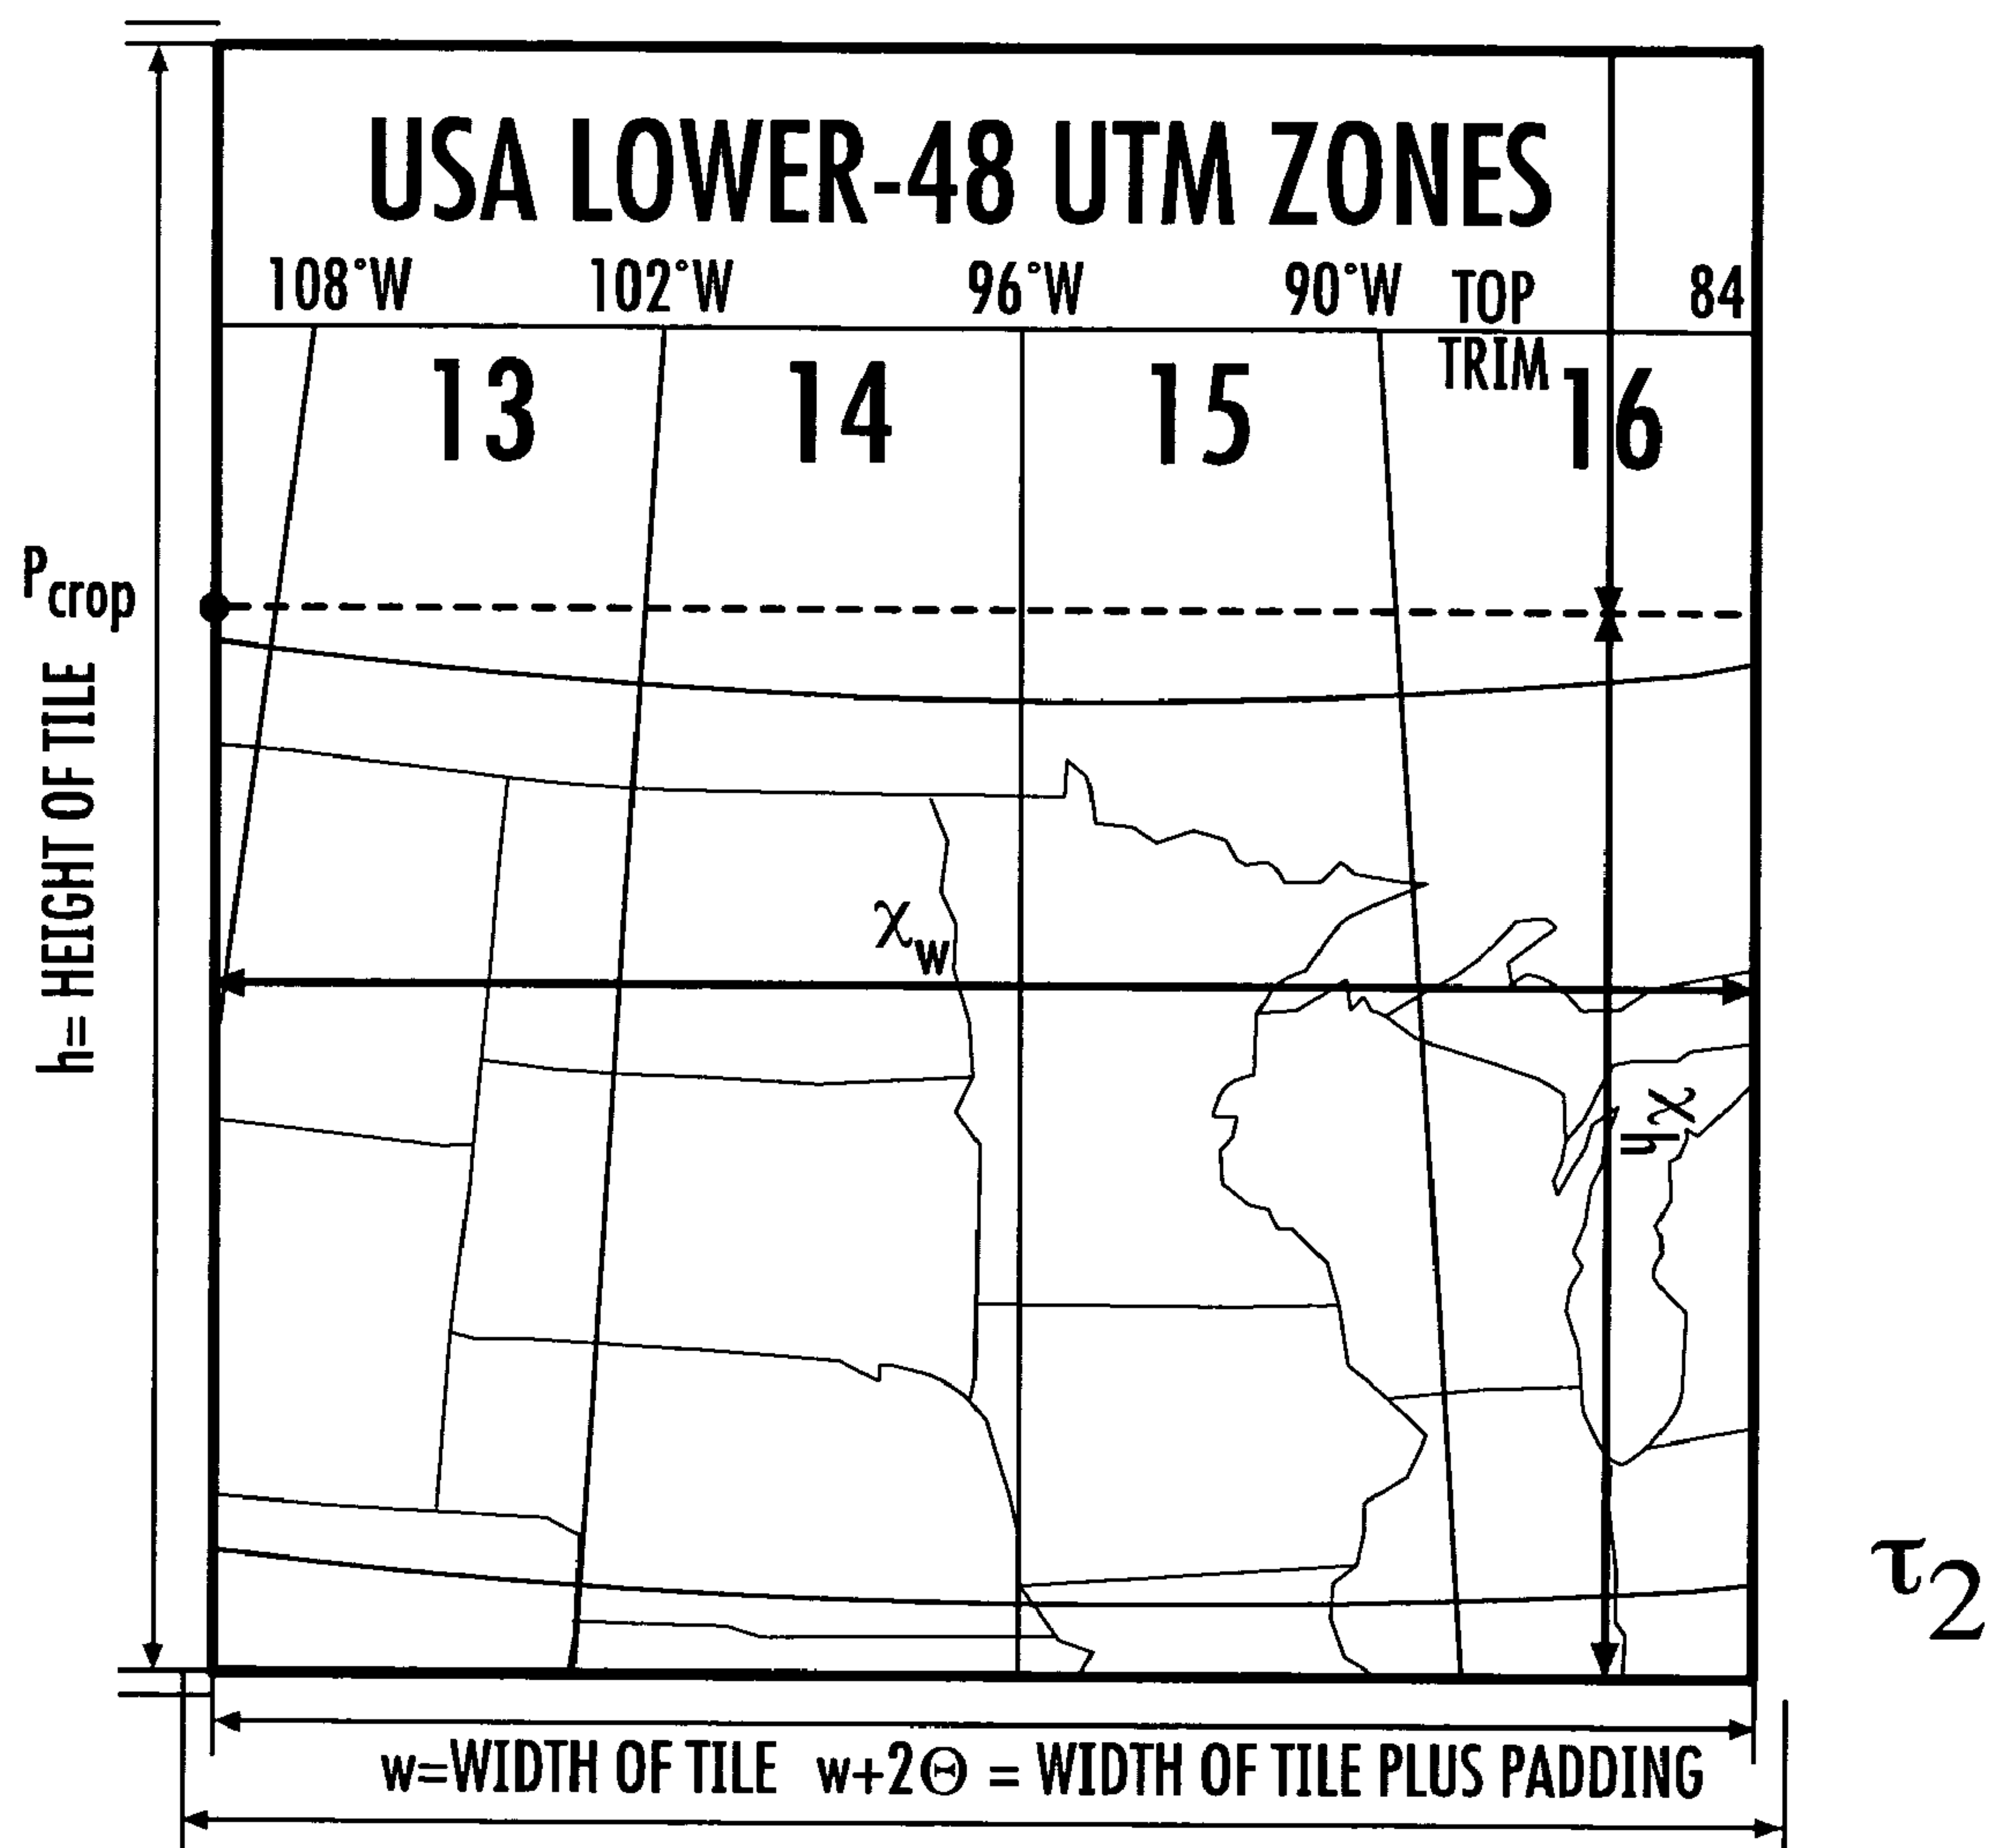 USA LOWER-48 UTM ZONES
108°W 102°W 96°W 90°W TOP 84
TRIM
13 14 15 16
Pcrop
h= HEIGHT OF TILE
χw
χh
τ2
w=WIDTH OF TILE w+2Θ = WIDTH OF TILE PLUS PADDING